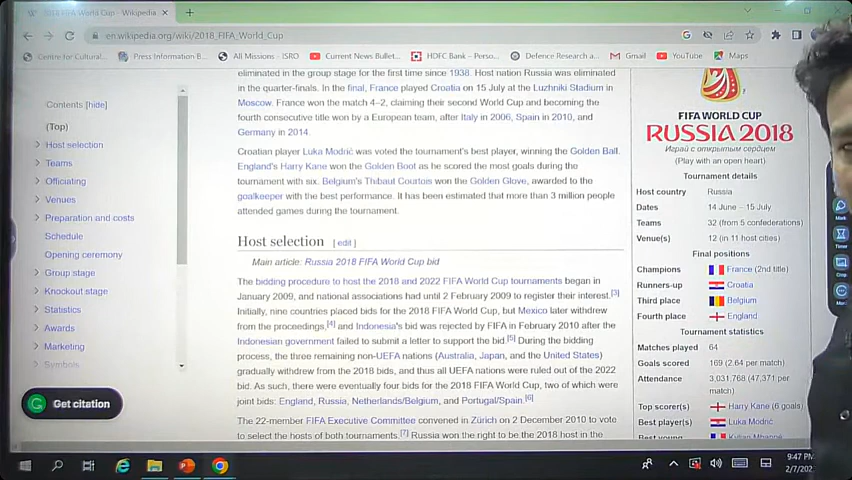 2018 FIFA World Cup - Wikipedia
en.wikipedia.org/wiki/2018_FIFA_World_Cup
Centre for Cultural...
Press Information B...
All Missions - ISRO
Current News Bullet...
HDFC Bank – Perso...
Defence Research a...
Gmail
YouTube
Maps
Contents [hide]
(Top)
Host selection
Teams
Officiating
Venues
Preparation and costs
Schedule
Opening ceremony
Group stage
Knockout stage
Statistics
Awards
Marketing
Symbols
Get citation
eliminated in the group stage for the first time since 1938. Host nation Russia was eliminated
in the quarter-finals. In the final, France played Croatia on 15 July at the Luzhniki Stadium in
Moscow. France won the match 4–2, claiming their second World Cup and becoming the
fourth consecutive title won by a European team, after Italy in 2006, Spain in 2010, and
Germany in 2014.
Croatian player Luka Modrić was voted the tournament's best player, winning the Golden Ball.
England's Harry Kane won the Golden Boot as he scored the most goals during the
tournament with six. Belgium's Thibaut Courtois won the Golden Glove, awarded to the
goalkeeper with the best performance. It has been estimated that more than 3 million people
attended games during the tournament.
Host selection [ edit ]
Main article: Russia 2018 FIFA World Cup bid
The bidding procedure to host the 2018 and 2022 FIFA World Cup tournaments began in
January 2009, and national associations had until 2 February 2009 to register their interest.[3]
Initially, nine countries placed bids for the 2018 FIFA World Cup, but Mexico later withdrew
from the proceedings,[4] and Indonesia's bid was rejected by FIFA in February 2010 after the
Indonesian government failed to submit a letter to support the bid.[5] During the bidding
process, the three remaining non-UEFA nations (Australia, Japan, and the United States)
gradually withdrew from the 2018 bids, and thus all UEFA nations were ruled out of the 2022
bid. As such, there were eventually four bids for the 2018 FIFA World Cup, two of which were
joint bids: England, Russia, Netherlands/Belgium, and Portugal/Spain.[6]
The 22-member FIFA Executive Committee convened in Zürich on 2 December 2010 to vote
to select the hosts of both tournaments.[7] Russia won the right to be the 2018 host in the
FIFA WORLD CUP
RUSSIA 2018
Играй с открытым сердцем
(Play with an open heart)
Tournament details
Host country Russia
Dates 14 June – 15 July
Teams 32 (from 5 confederations)
Venue(s) 12 (in 11 host cities)
Final positions
Champions France (2nd title)
Runners-up Croatia
Third place Belgium
Fourth place England
Tournament statistics
Matches played 64
Goals scored 169 (2.64 per match)
Attendance 3,031,768 (47,371 per
match)
Top scorer(s) Harry Kane (6 goals)
Best player(s) Luka Modrić
Best young Kylian Mbappé
Mark
Timer
Crop
9:47 PM
2/7/202